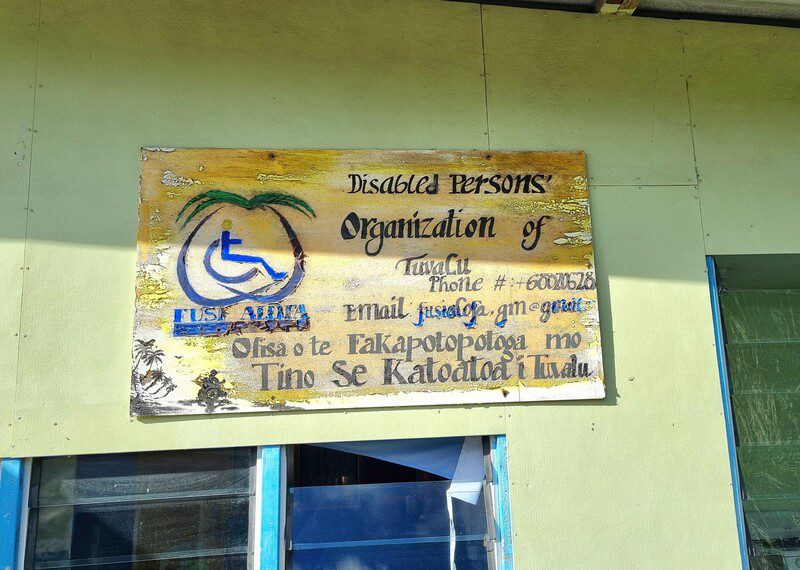 Disabled Persons'
Organization of
Tuvalu
Phone #:
Email fusialofa.gm@gmail
FUSI ALOFA
Ofisa o te Fakapotopotoga mo
Tino Se Katoatoa i Tuvalu